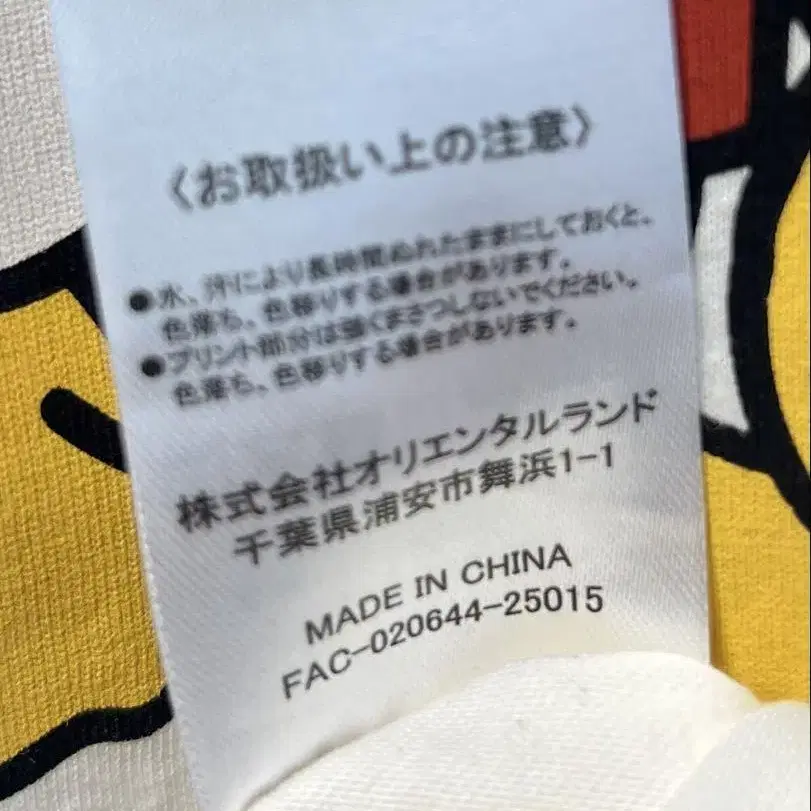 〈お取扱い上の注意〉
●水、汗により長時間ぬれたままにしておくと、
色落ち、色移りする場合があります。
●プリント部分は強くまさつしないでください。
色落ち、色移りする場合があります。
株式会社オリエンタルランド
千葉県浦安市舞浜1-1
MADE IN CHINA
FAC-020644-25015